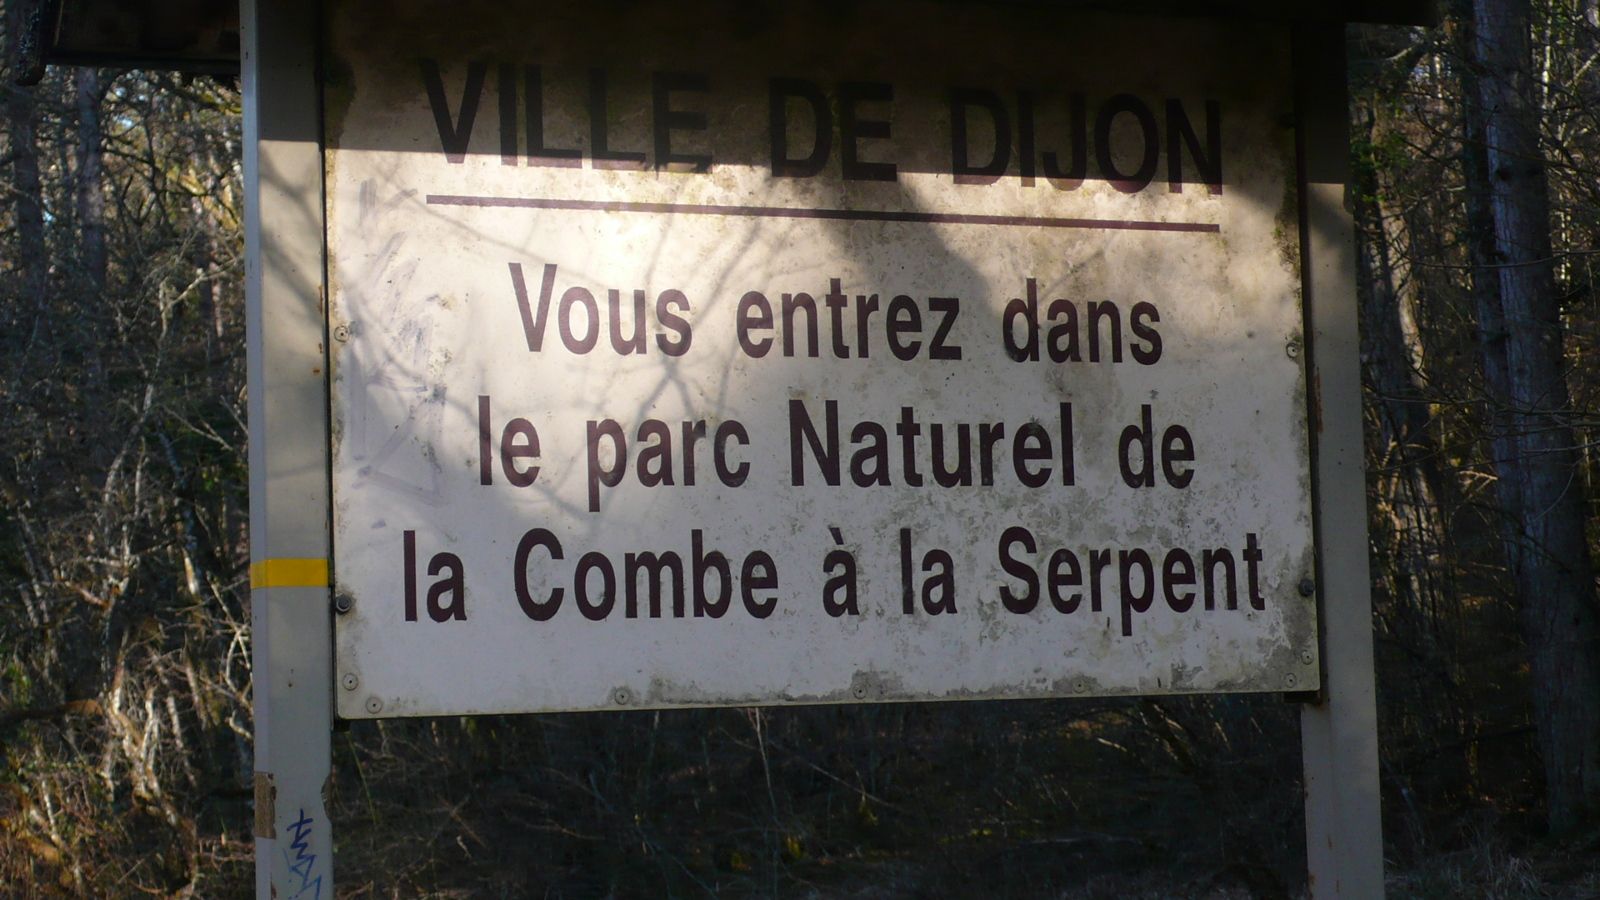 VILLE DE DIJON
Vous entrez dans
le parc Naturel de
la Combe à la Serpent